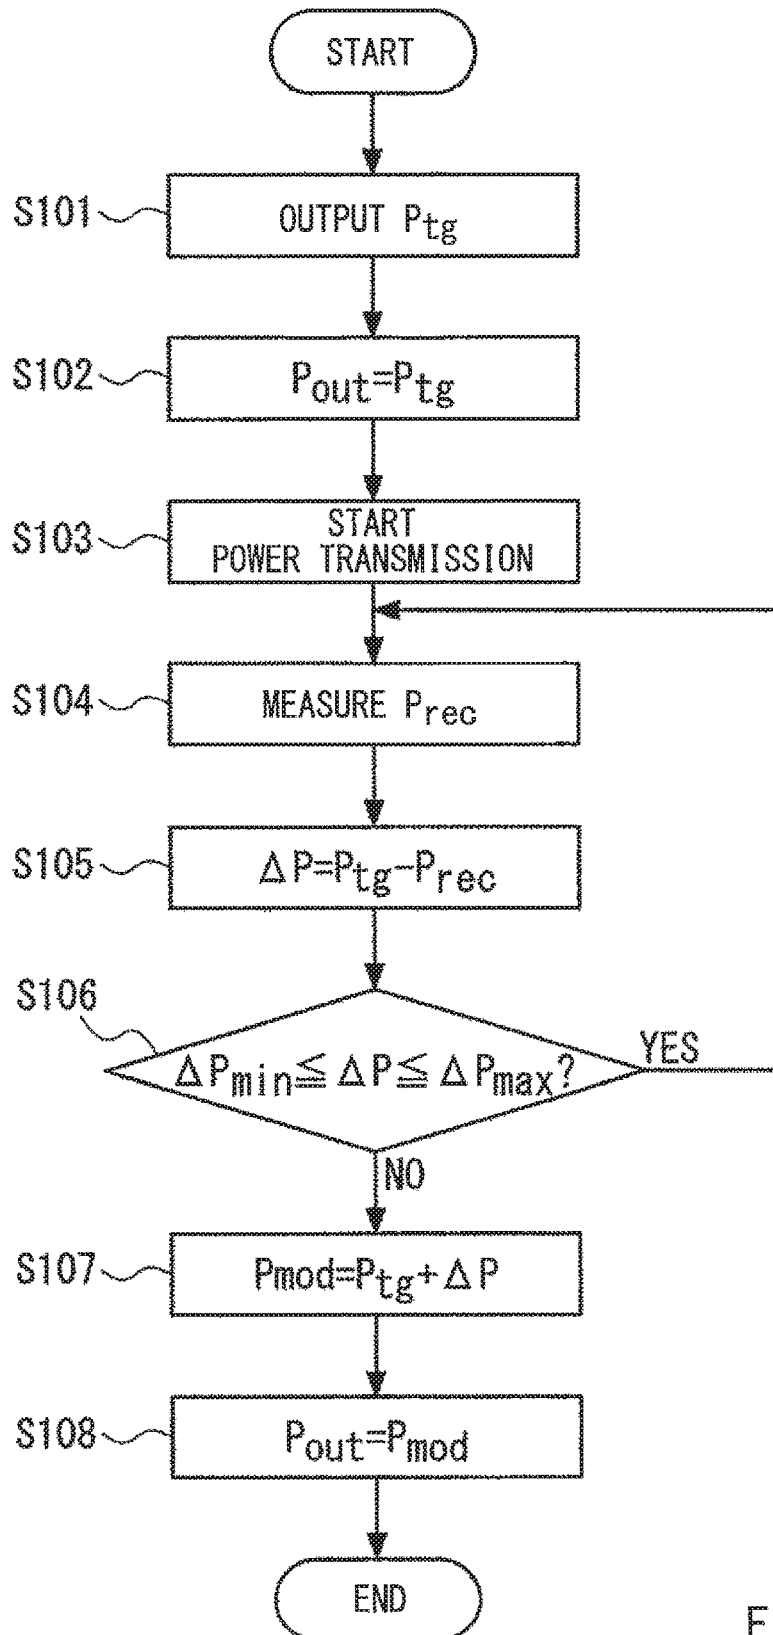 START
S101
OUTPUT Ptg
S102
Pout=Ptg
S103
START
POWER TRANSMISSION
S104
MEASURE Prec
S105
ΔP=Ptg-Prec
S106
ΔPmin≦ΔP≦ΔPmax?
YES
NO
S107
Pmod=Ptg+ΔP
S108
Pout=Pmod
END
F